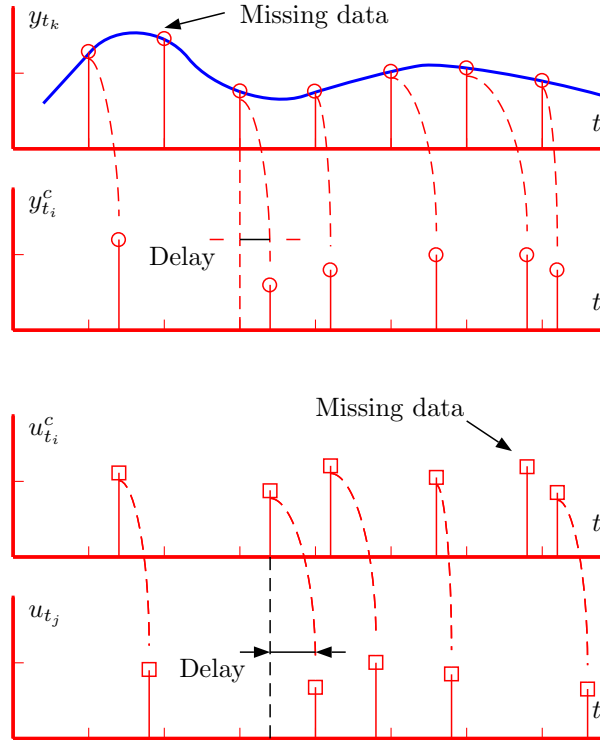 y_{t_k}
Missing data
t
y^c_{t_i}
Delay
t
Missing data
u^c_{t_i}
t
u_{t_j}
Delay
t